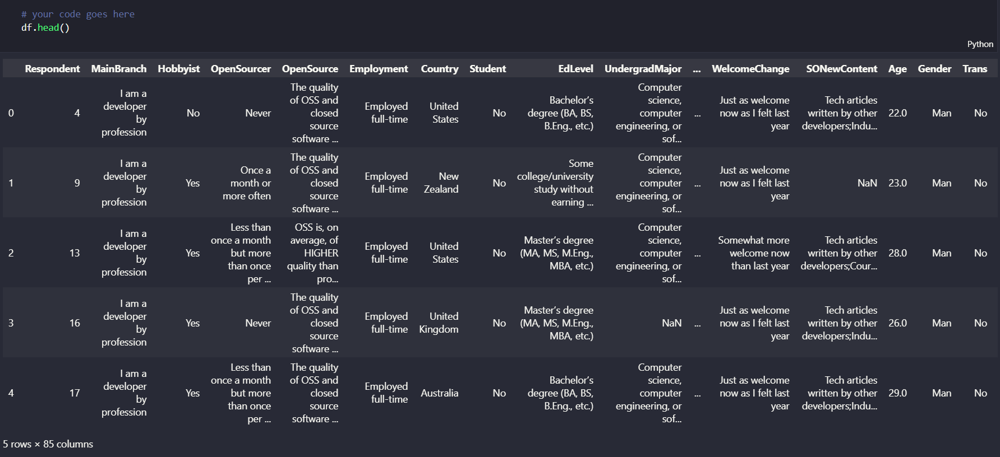 # your code goes here
df.head()
Python
Respondent MainBranch Hobbyist OpenSourcer OpenSource Employment Country Student EdLevel UndergradMajor ... WelcomeChange SONewContent Age Gender Trans
0 4 I am a developer by profession No Never The quality of OSS and closed source software ... Employed full-time United States No Bachelor’s degree (BA, BS, B.Eng., etc.) Computer science, computer engineering, or sof... ... Just as welcome now as I felt last year Tech articles written by other developers;Indu... 22.0 Man No
1 9 I am a developer by profession Yes Once a month or more often The quality of OSS and closed source software ... Employed full-time New Zealand No Some college/university study without earning ... Computer science, computer engineering, or sof... ... Just as welcome now as I felt last year NaN 23.0 Man No
2 13 I am a developer by profession Yes Less than once a month but more than once per ... OSS is, on average, of HIGHER quality than pro... Employed full-time United States No Master’s degree (MA, MS, M.Eng., MBA, etc.) Computer science, computer engineering, or sof... ... Somewhat more welcome now than last year Tech articles written by other developers;Cour... 28.0 Man No
3 16 I am a developer by profession Yes Never The quality of OSS and closed source software ... Employed full-time United Kingdom No Master’s degree (MA, MS, M.Eng., MBA, etc.) NaN ... Just as welcome now as I felt last year Tech articles written by other developers;Indu... 26.0 Man No
4 17 I am a developer by profession Yes Less than once a month but more than once per ... The quality of OSS and closed source software ... Employed full-time Australia No Bachelor’s degree (BA, BS, B.Eng., etc.) Computer science, computer engineering, or sof... ... Just as welcome now as I felt last year Tech articles written by other developers;Indu... 29.0 Man No
5 rows × 85 columns